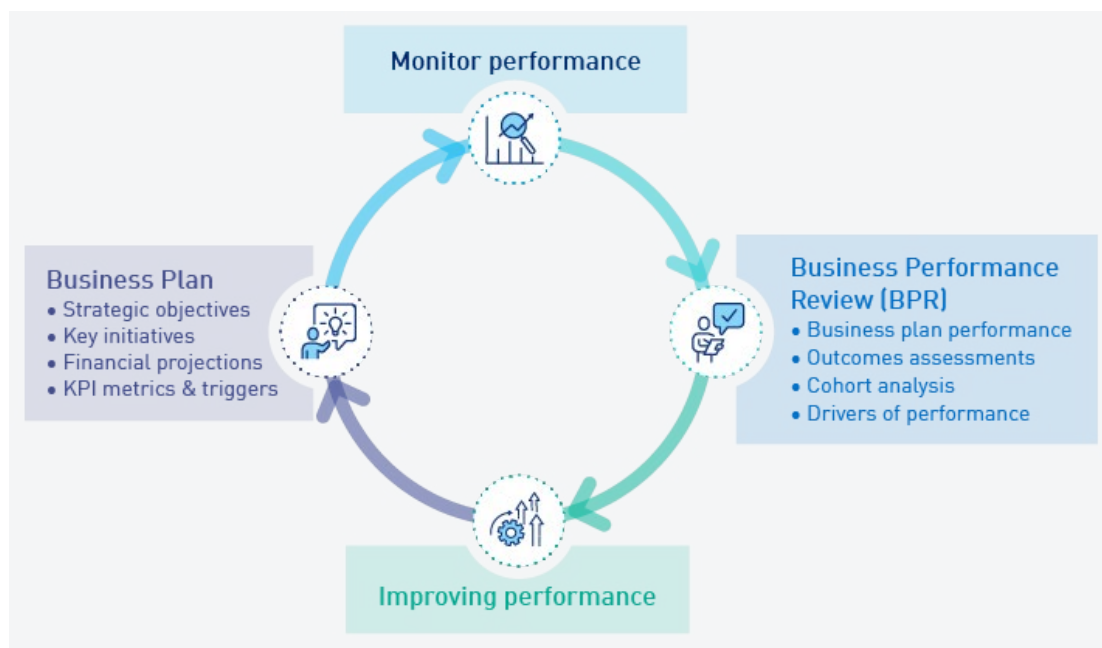 Monitor performance
Business Plan
• Strategic objectives
• Key initiatives
• Financial projections
• KPI metrics & triggers
Business Performance
Review (BPR)
• Business plan performance
• Outcomes assessments
• Cohort analysis
• Drivers of performance
Improving performance